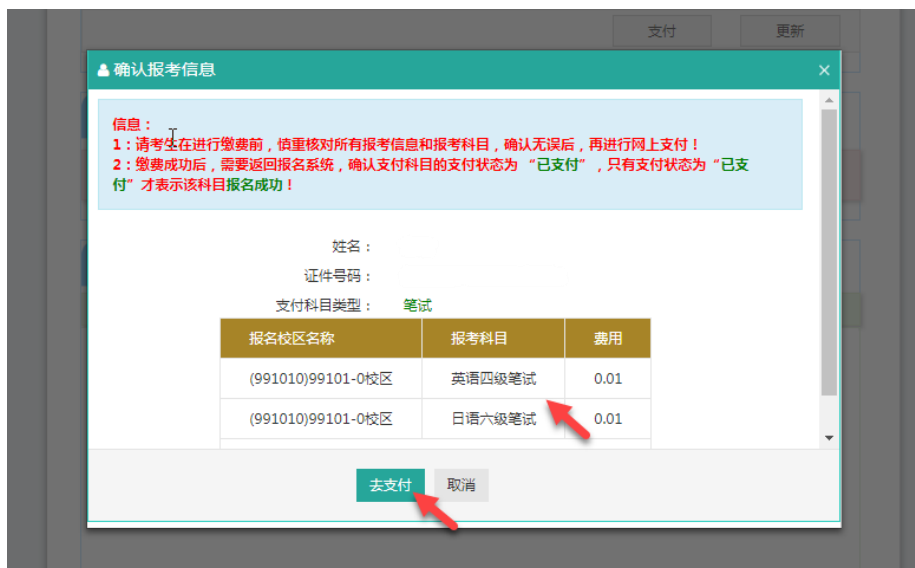 支付 更新
确认报考信息 ×
信息：
1：请考生在进行缴费前，慎重核对所有报考信息和报考科目，确认无误后，再进行网上支付！
2：缴费成功后，需要返回报名系统，确认支付科目的支付状态为 “已支付”，只有支付状态为“已支
付”才表示该科目报名成功！
姓名：
证件号码：
支付科目类型： 笔试
报名校区名称 报考科目 费用
(991010)99101-0校区 英语四级笔试 0.01
(991010)99101-0校区 日语六级笔试 0.01
去支付 取消